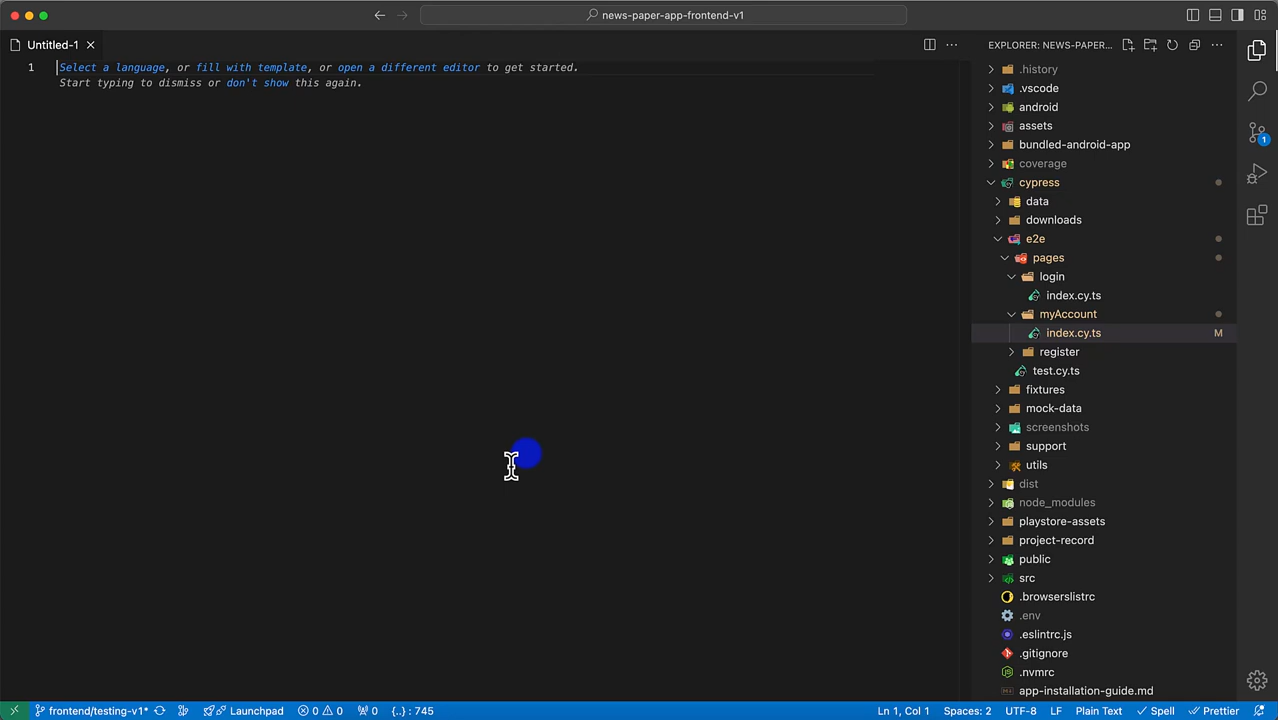 news-paper-app-frontend-v1
Untitled-1
EXPLORER: NEWS-PAPER...
1
Select a language, or fill with template, or open a different editor to get started.
Start typing to dismiss or don't show this again.
.history
.vscode
android
assets
bundled-android-app
coverage
cypress
data
downloads
e2e
pages
login
index.cy.ts
myAccount
index.cy.ts M
register
test.cy.ts
fixtures
mock-data
screenshots
support
utils
dist
node_modules
playstore-assets
project-record
public
src
.browserslistrc
.env
.eslintrc.js
.gitignore
.nvmrc
app-installation-guide.md
1
frontend/testing-v1* Launchpad 0 0 0 {..} : 745 Ln 1, Col 1 Spaces: 2 UTF-8 LF Plain Text Spell Prettier